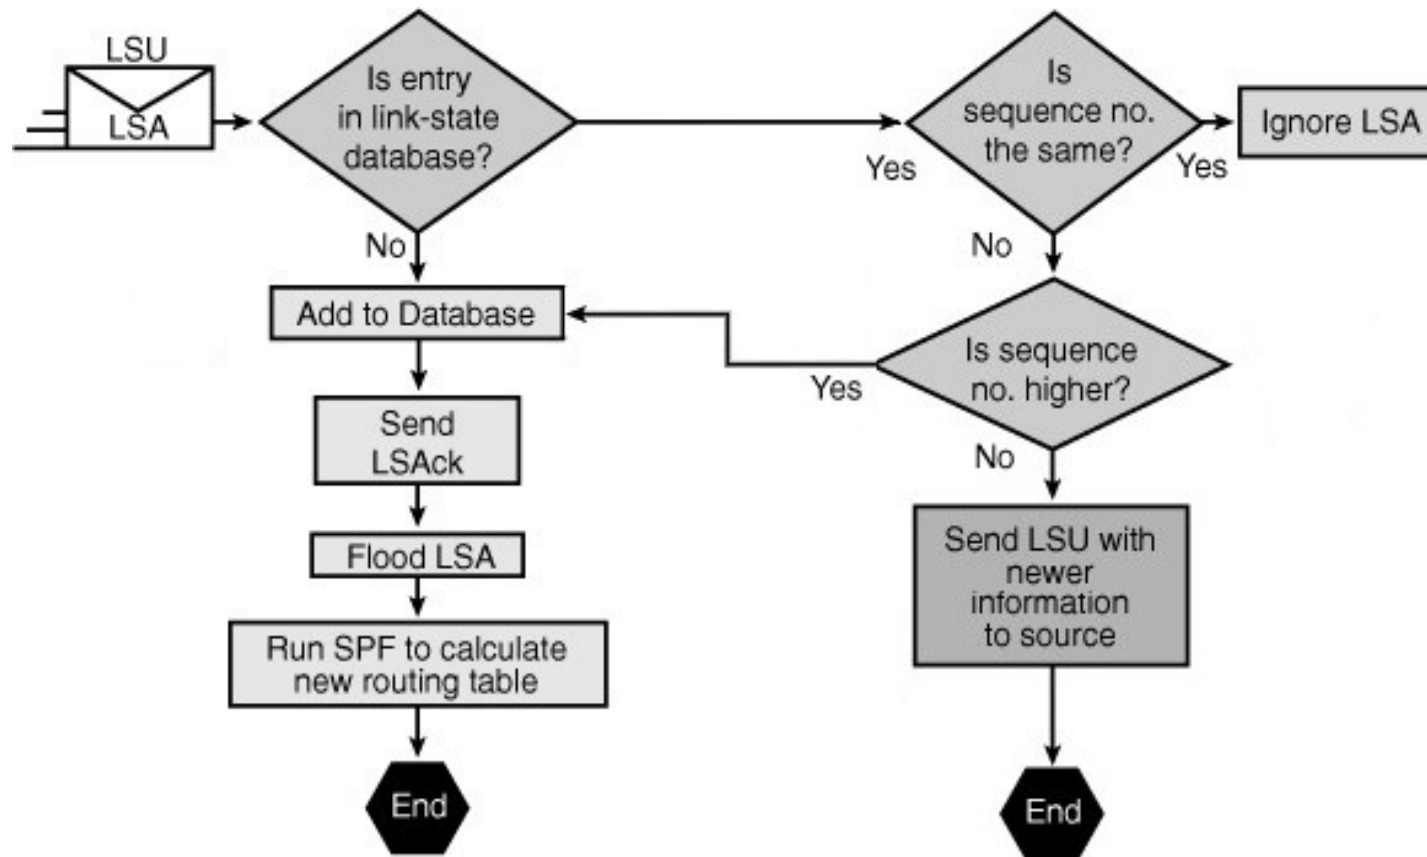 LSU
LSA
Is entry
in link-state
database?
Is
sequence no.
the same?
Ignore LSA
Yes
Yes
No
No
Add to Database
Is sequence
no. higher?
Yes
Send
LSAck
No
Flood LSA
Send LSU with
newer
information
to source
Run SPF to calculate
new routing table
End
End